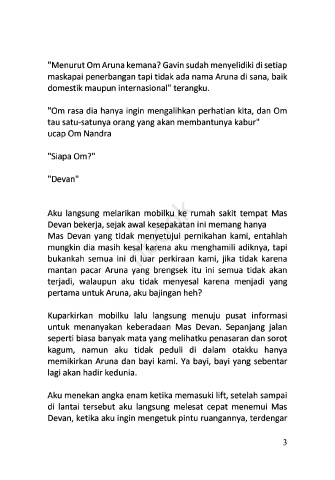 "Menurut Om Aruna kemana? Gavin sudah menyelidiki di setiap
maskapai penerbangan tapi tidak ada nama Aruna di sana, baik
domestik maupun internasional" terangku.
"Om rasa dia hanya ingin mengalihkan perhatian kita, dan Om
tau satu-satunya orang yang akan membantunya kabur"
ucap Om Nandra
"Siapa Om?"
"Devan"
Aku langsung melarikan mobilku ke rumah sakit tempat Mas
Devan bekerja, sejak awal kesepakatan ini memang hanya
Mas Devan yang tidak menyetujui pernikahan kami, entahlah
mungkin dia masih kesal karena aku menghamili adiknya, tapi
bukankah semua ini di luar perkiraan kami, jika tidak karena
mantan pacar Aruna yang brengsek itu ini semua tidak akan
terjadi, walaupun aku tidak menyesal karena menjadi yang
pertama untuk Aruna, aku bajingan heh?
Kuparkirkan mobilku lalu langsung menuju pusat informasi
untuk menanyakan keberadaan Mas Devan. Sepanjang jalan
seperti biasa banyak mata yang melihatku penasaran dan sorot
kagum, namun aku tidak peduli di dalam otakku hanya
memikirkan Aruna dan bayi kami. Ya bayi, bayi yang sebentar
lagi akan hadir kedunia.
Aku menekan angka enam ketika memasuki lift, setelah sampai
di lantai tersebut aku langsung melesat cepat menemui Mas
Devan, ketika aku ingin mengetuk pintu ruangannya, terdengar
3